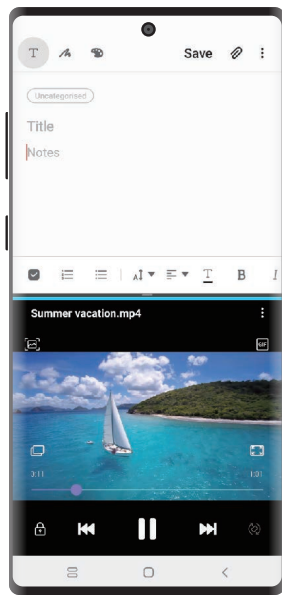 T Save
Uncategorised
Title
Notes
T B I
Summer vacation.mp4
GIF
0:11 1:01